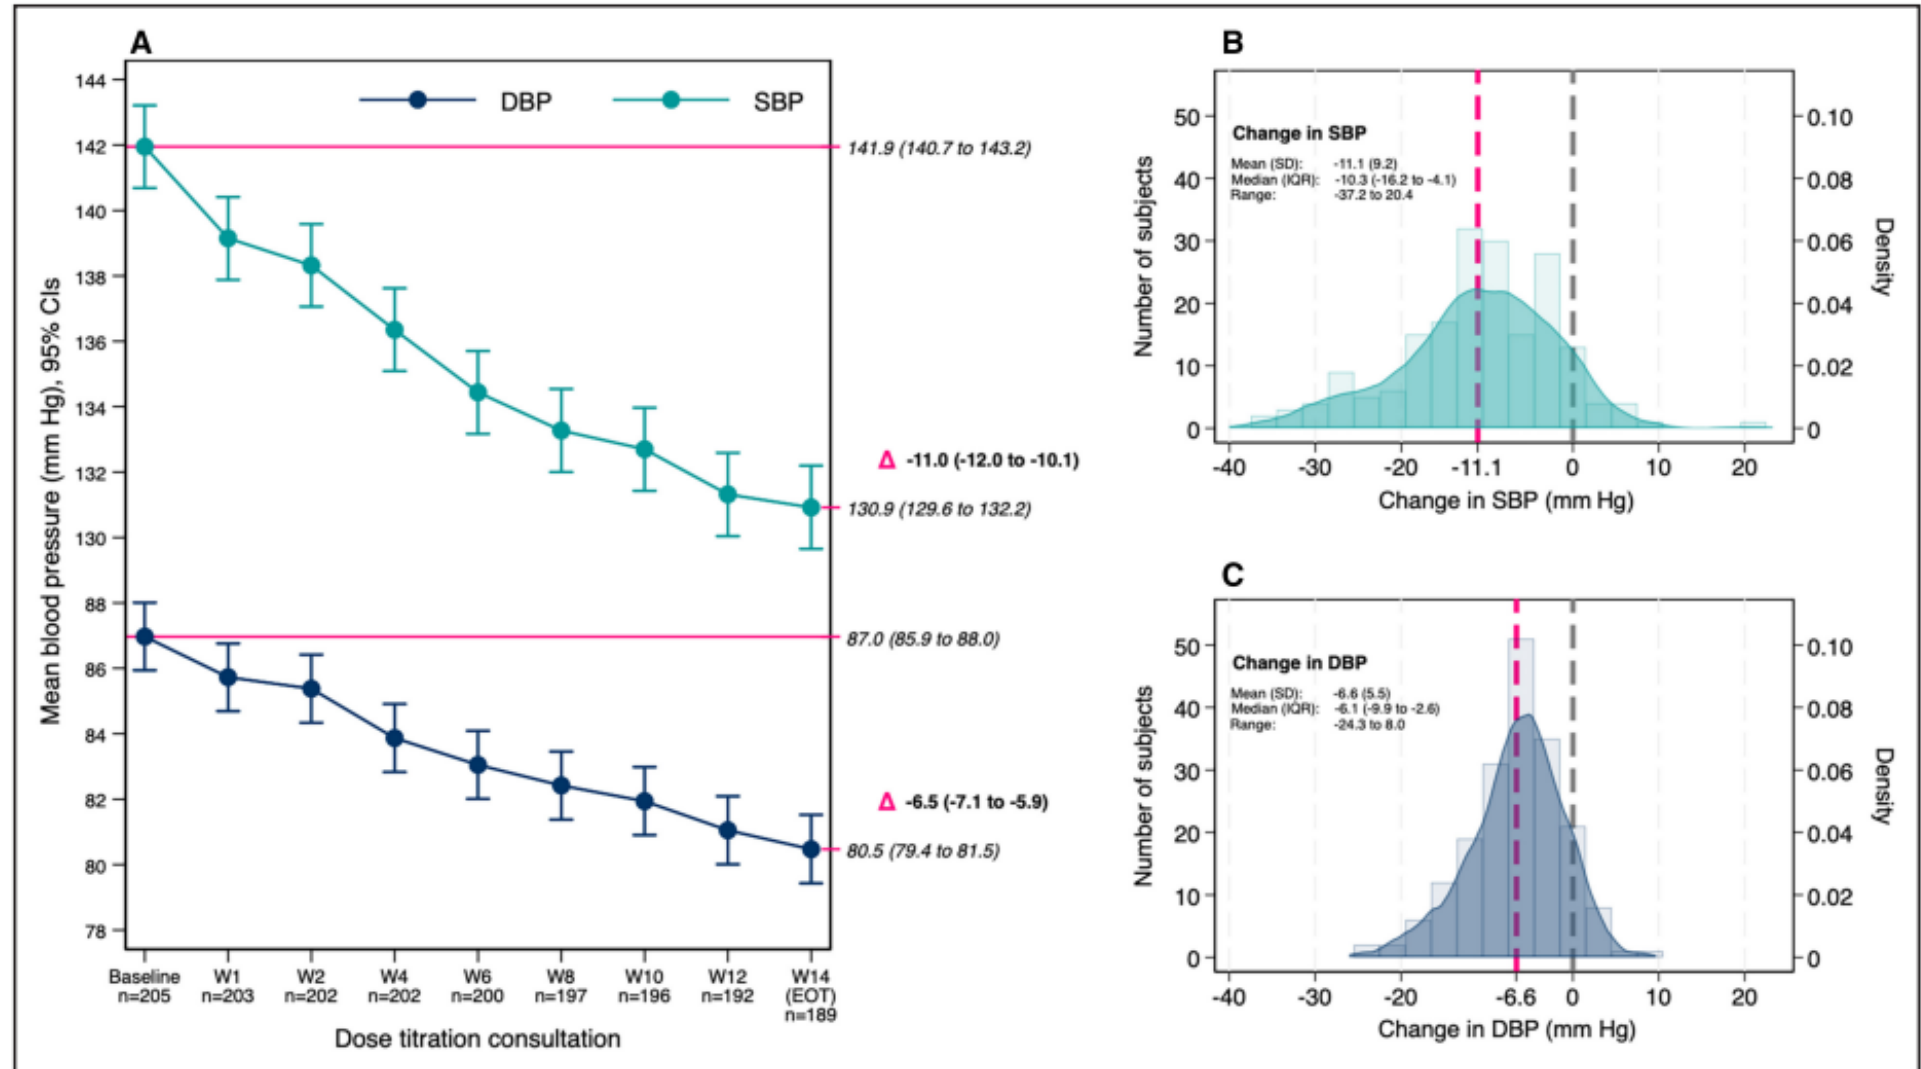 A
DBP
SBP
144
142
140
138
136
134
132
130
88
86
84
82
80
78
Mean blood pressure (mm Hg), 95% CIs
141.9 (140.7 to 143.2)
Δ -11.0 (-12.0 to -10.1)
130.9 (129.6 to 132.2)
87.0 (85.9 to 88.0)
Δ -6.5 (-7.1 to -5.9)
80.5 (79.4 to 81.5)
Baseline W1 W2 W4 W6 W8 W10 W12 W14
n=205 n=203 n=202 n=202 n=200 n=197 n=196 n=192 (EOT)
n=189
Dose titration consultation
B
Change in SBP
Mean (SD): -11.1 (9.2)
Median (IQR): -10.3 (-16.2 to -4.1)
Range: -37.2 to 20.4
50
40
30
20
10
0
Number of subjects
0.10
0.08
0.06
0.04
0.02
0
Density
-40 -30 -20 -11.1 0 10 20
Change in SBP (mm Hg)
C
Change in DBP
Mean (SD): -6.6 (5.5)
Median (IQR): -6.1 (-9.9 to -2.6)
Range: -24.3 to 8.0
50
40
30
20
10
0
Number of subjects
0.10
0.08
0.06
0.04
0.02
0
Density
-40 -30 -20 -6.6 0 10 20
Change in DBP (mm Hg)